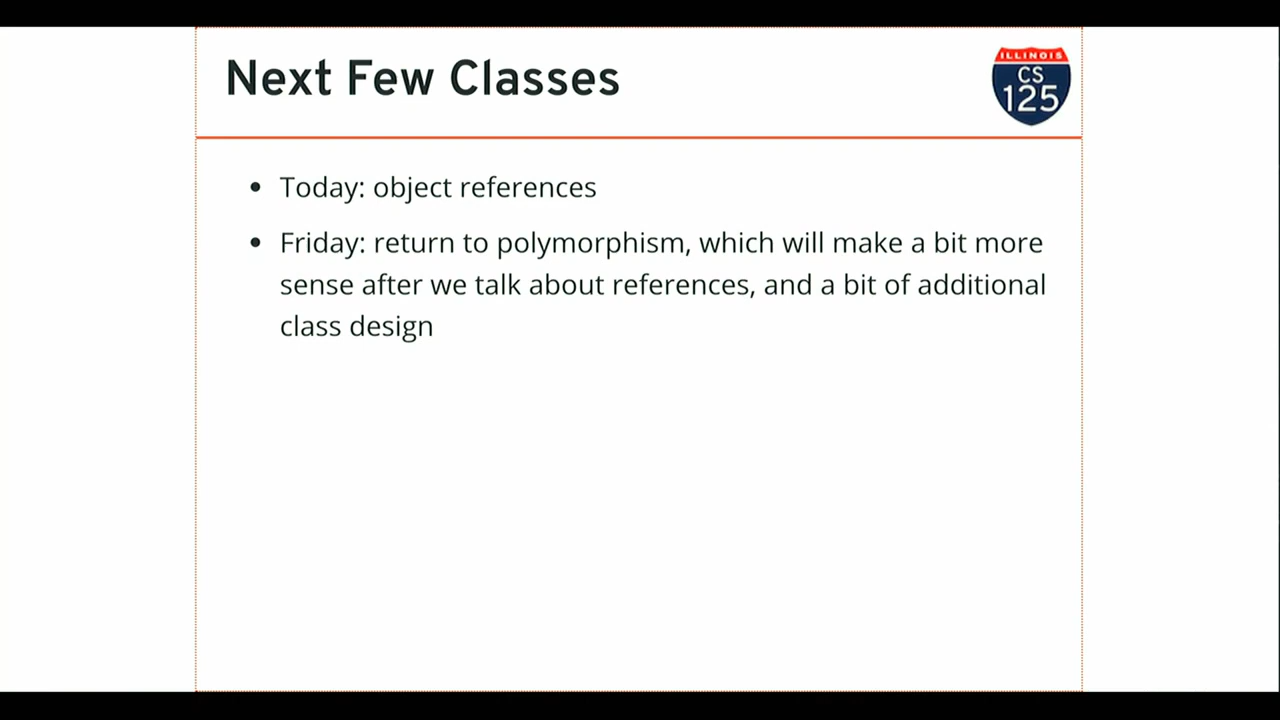 Next Few Classes
ILLINOIS
CS
125
Today: object references
Friday: return to polymorphism, which will make a bit more
sense after we talk about references, and a bit of additional
class design